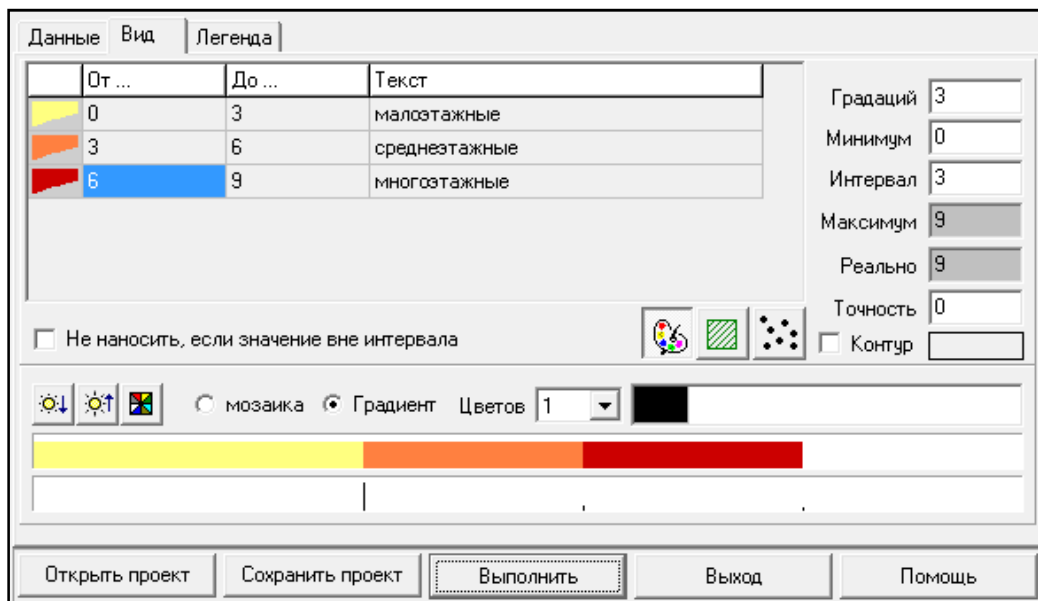 Данные Вид Легенда
От ... До ... Текст
0 3 малоэтажные
3 6 среднеэтажные
6 9 многоэтажные
Градаций 3
Минимум 0
Интервал 3
Максимум 9
Реально 9
Точность 0
Не наносить, если значение вне интервала
Контур
мозаика Градиент Цветов 1
Открыть проект Сохранить проект Выполнить Выход Помощь